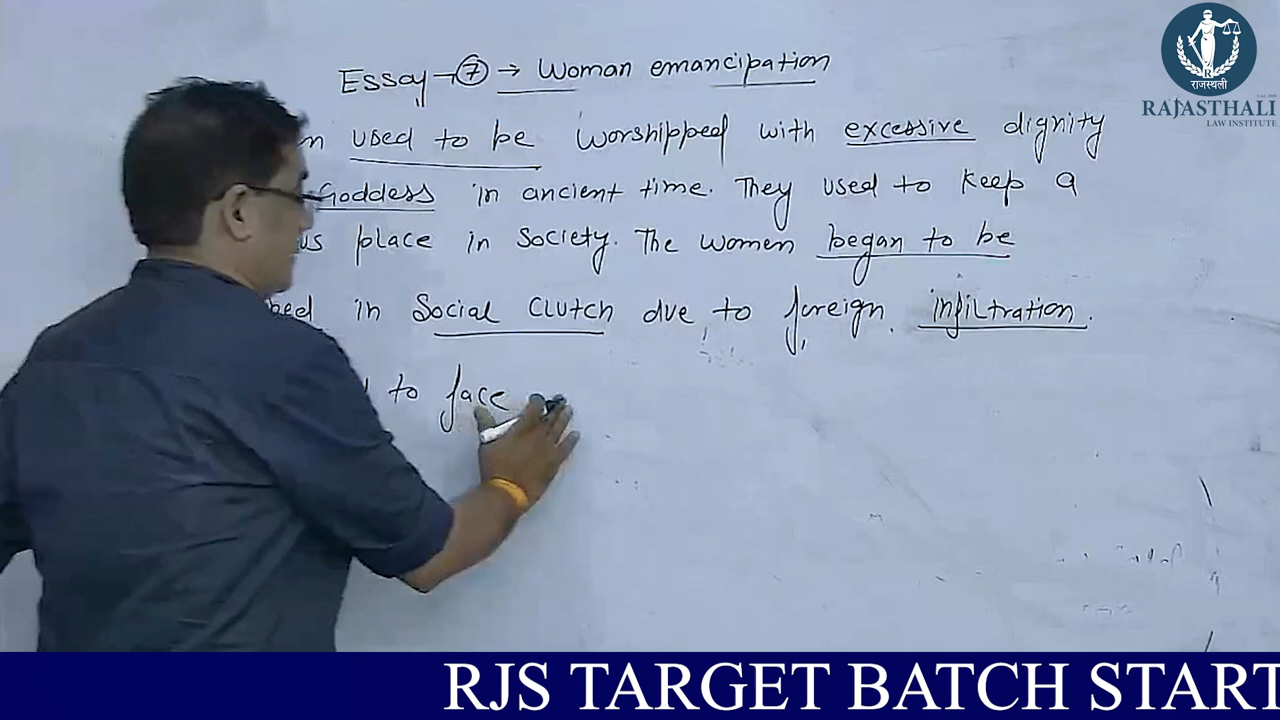 Essay → 7 → Woman emancipation
used to be worshipped with excessive dignity
Goddess in ancient time. They used to keep a
place in society. The women began to be
in social clutch due to foreign infiltration.
to face
राजस्थली
Estd. 2001
RAJASTHALI
LAW INSTITUTE
RJS TARGET BATCH START